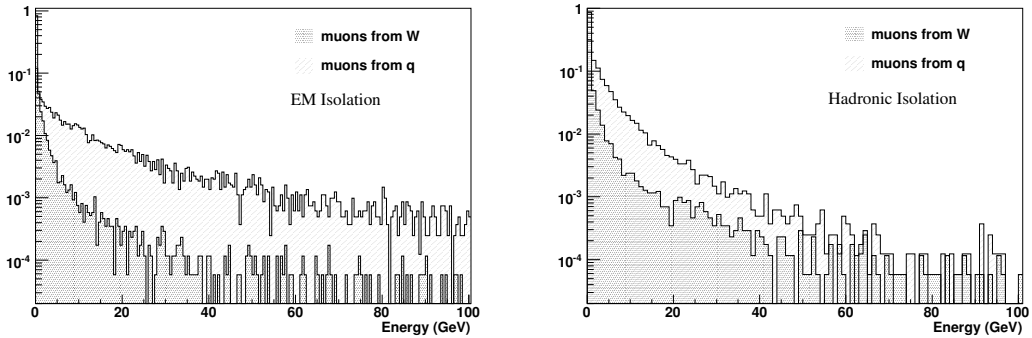 1
10⁻¹
10⁻²
10⁻³
10⁻⁴
muons from W
muons from q
EM Isolation
0 20 40 60 80 100
Energy (GeV)
1
10⁻¹
10⁻²
10⁻³
10⁻⁴
muons from W
muons from q
Hadronic Isolation
0 20 40 60 80 100
Energy (GeV)